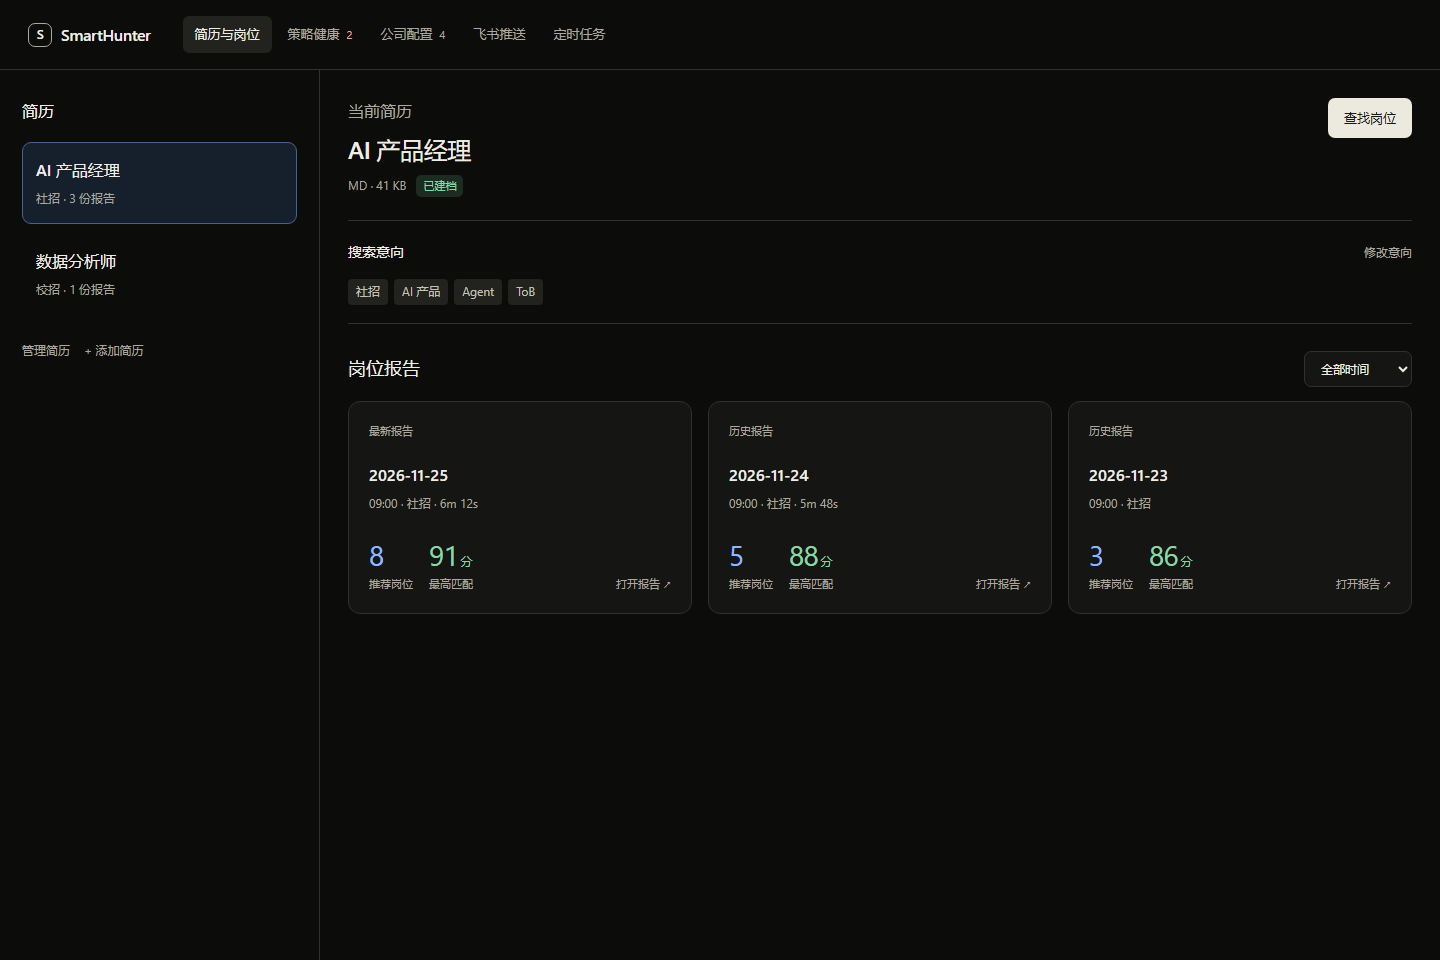 S SmartHunter 简历与岗位 策略健康 2 公司配置 4 飞书推送 定时任务
简历
AI 产品经理
社招 · 3 份报告
数据分析师
校招 · 1 份报告
管理简历 + 添加简历
当前简历
查找岗位
AI 产品经理
MD · 41 KB 已建档
搜索意向
修改意向
社招 AI 产品 Agent ToB
岗位报告
全部时间
最新报告
2026-11-25
09:00 · 社招 · 6m 12s
8 91分
推荐岗位 最高匹配 打开报告 ↗
历史报告
2026-11-24
09:00 · 社招 · 5m 48s
5 88分
推荐岗位 最高匹配 打开报告 ↗
历史报告
2026-11-23
09:00 · 社招
3 86分
推荐岗位 最高匹配 打开报告 ↗